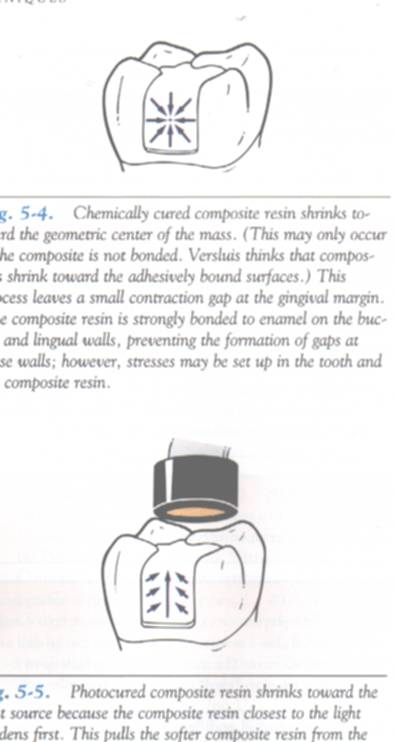 NIQUES
g. 5-4. Chemically cured composite resin shrinks to-
rd the geometric center of the mass. (This may only occur
he composite is not bonded. Versluis thinks that compos-
s shrink toward the adhesively bound surfaces.) This
cess leaves a small contraction gap at the gingival margin.
e composite resin is strongly bonded to enamel on the buc-
and lingual walls, preventing the formation of gaps at
se walls; however, stresses may be set up in the tooth and
composite resin.
g. 5-5. Photocured composite resin shrinks toward the
t source because the composite resin closest to the light
dens first. This pulls the softer composite resin from the